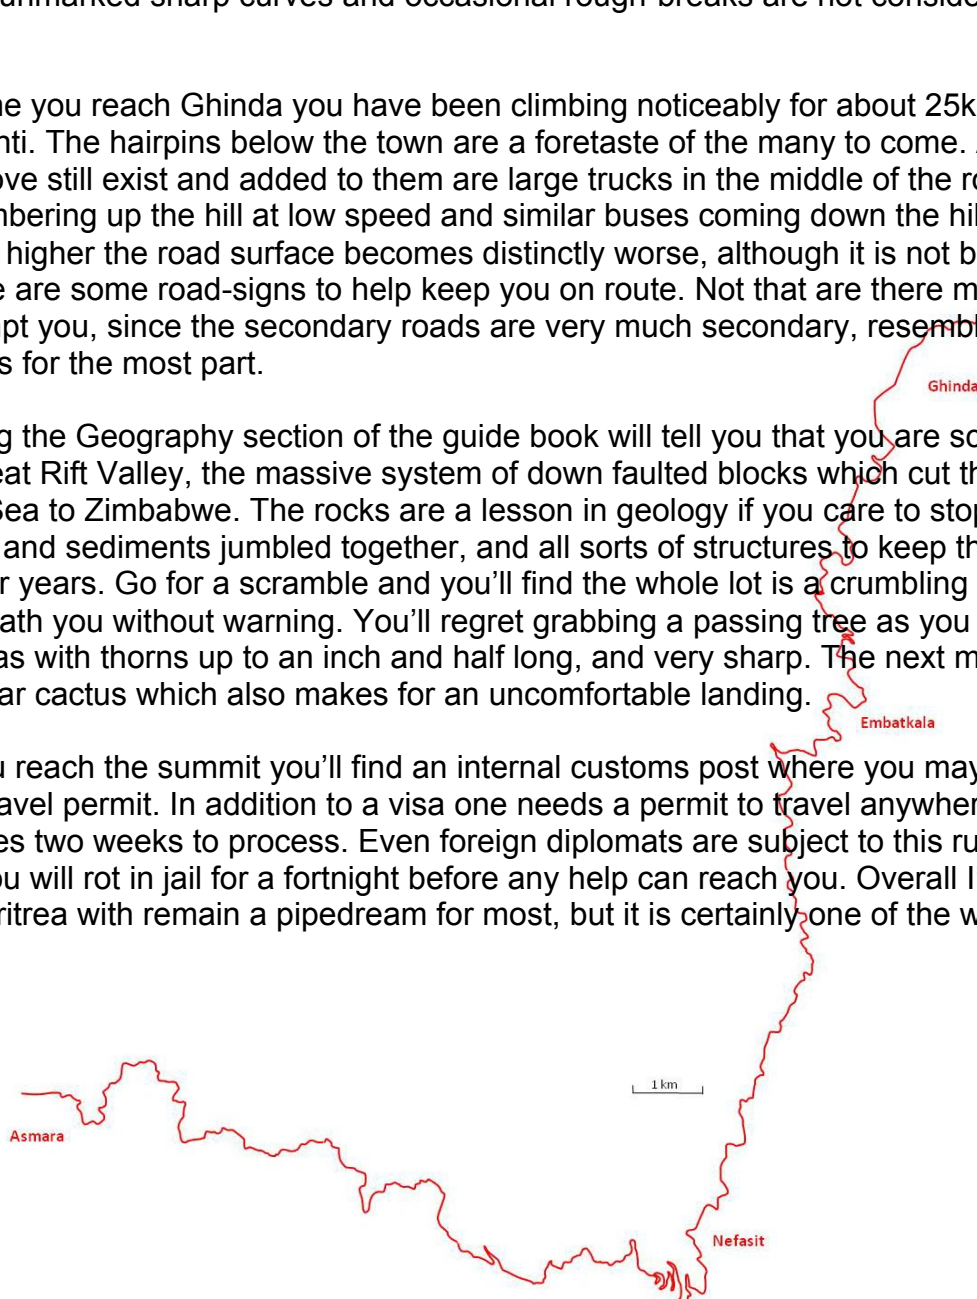 unmarked sharp curves and occasional rough breaks are not conside
ne you reach Ghinda you have been climbing noticeably for about 25k
nti. The hairpins below the town are a foretaste of the many to come.
ove still exist and added to them are large trucks in the middle of the ro
mbering up the hill at low speed and similar buses coming down the hil
higher the road surface becomes distinctly worse, although it is not b
e are some road-signs to help keep you on route. Not that are there m
npt you, since the secondary roads are very much secondary, resembl
s for the most part.
Ghinda
g the Geography section of the guide book will tell you that you are so
eat Rift Valley, the massive system of down faulted blocks which cut th
Sea to Zimbabwe. The rocks are a lesson in geology if you care to stop
and sediments jumbled together, and all sorts of structures to keep th
r years. Go for a scramble and you'll find the whole lot is a crumbling
ath you without warning. You'll regret grabbing a passing tree as you
as with thorns up to an inch and half long, and very sharp. The next m
ar cactus which also makes for an uncomfortable landing.
Embatkala
u reach the summit you'll find an internal customs post where you may
avel permit. In addition to a visa one needs a permit to travel anywher
es two weeks to process. Even foreign diplomats are subject to this ru
ou will rot in jail for a fortnight before any help can reach you. Overall I
ritrea with remain a pipedream for most, but it is certainly one of the w
1 km
Asmara
Nefasit